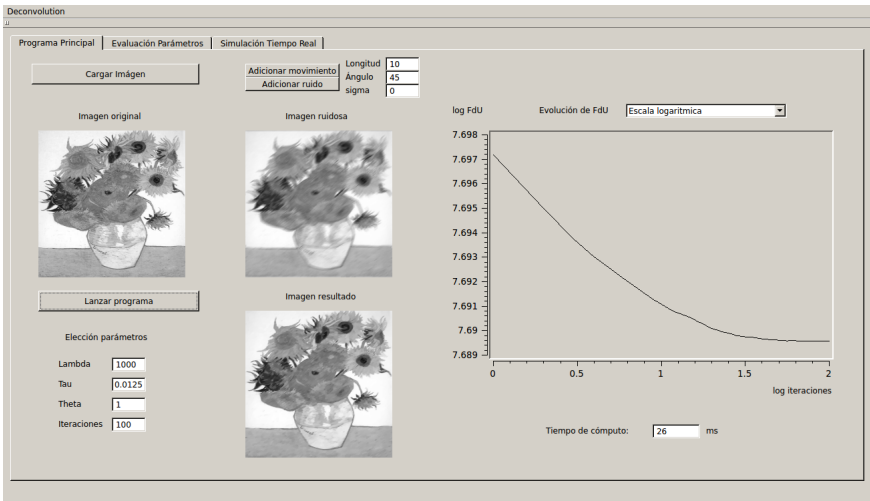 Deconvolution
Programa Principal
Evaluación Parámetros
Simulación Tiempo Real
Cargar Imágen
Adicionar movimiento
Adicionar ruido
Longitud 10
Ángulo 45
sigma 0
Imagen original
Imagen ruidosa
log FdU
Evolución de FdU
Escala logaritmica
7.698
7.697
7.696
7.695
7.694
7.693
7.692
7.691
7.69
7.689
0 0.5 1 1.5 2
log iteraciones
Lanzar programa
Imagen resultado
Elección parámetros
Lambda 1000
Tau 0.0125
Theta 1
Iteraciones 100
Tiempo de cómputo: 26 ms